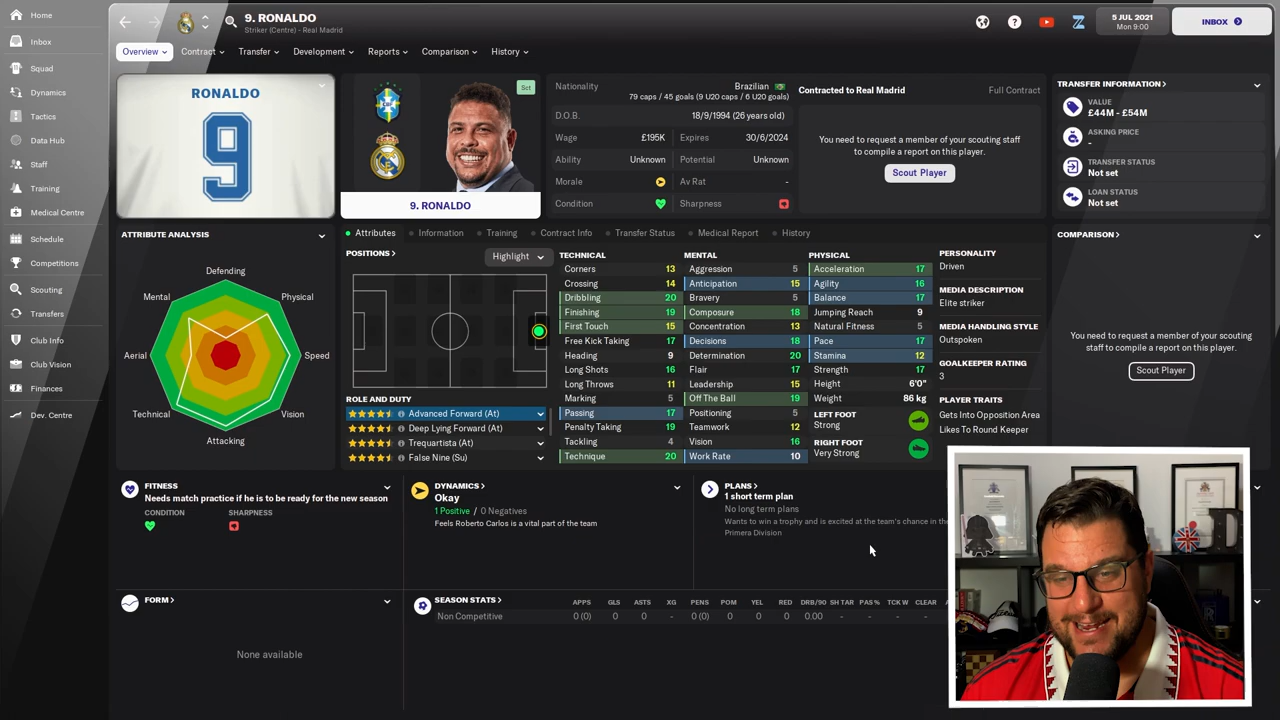 Home
Inbox
Squad
Dynamics
Tactics
Data Hub
Staff
Training
Medical Centre
Schedule
Competitions
Scouting
Transfers
Club Info
Club Vision
Finances
Dev. Centre
9. RONALDO
Striker (Centre) - Real Madrid
5 JUL 2021
Mon 9:00
INBOX
Overview
Contract
Transfer
Development
Reports
Comparison
History
RONALDO
9
Sct
9. RONALDO
Nationality Brazilian
79 caps / 45 goals (9 U20 caps / 6 U20 goals)
D.O.B. 18/9/1994 (26 years old)
Wage £195K Expires 30/6/2024
Ability Unknown Potential Unknown
Morale Av Rat -
Condition Sharpness
Contracted to Real Madrid Full Contract
You need to request a member of your scouting staff
to compile a report on this player.
Scout Player
TRANSFER INFORMATION >
VALUE
£44M - £54M
ASKING PRICE
-
TRANSFER STATUS
Not set
LOAN STATUS
Not set
ATTRIBUTE ANALYSIS
Defending
Mental
Physical
Aerial
Speed
Technical
Vision
Attacking
Attributes
Information
Training
Contract Info
Transfer Status
Medical Report
History
POSITIONS >
Highlight
ROLE AND DUTY
Advanced Forward (At)
Deep Lying Forward (At)
Trequartista (At)
False Nine (Su)
TECHNICAL
Corners 13
Crossing 14
Dribbling 20
Finishing 19
First Touch 15
Free Kick Taking 17
Heading 9
Long Shots 16
Long Throws 11
Marking 5
Passing 17
Penalty Taking 19
Tackling 4
Technique 20
MENTAL
Aggression 5
Anticipation 15
Bravery 5
Composure 18
Concentration 13
Decisions 18
Determination 20
Flair 17
Leadership 15
Off The Ball 19
Positioning 5
Teamwork 12
Vision 16
Work Rate 10
PHYSICAL
Acceleration 17
Agility 16
Balance 17
Jumping Reach 9
Natural Fitness 5
Pace 17
Stamina 12
Strength 17
Height 6'0"
Weight 86 kg
LEFT FOOT
Strong
RIGHT FOOT
Very Strong
PERSONALITY
Driven
MEDIA DESCRIPTION
Elite striker
MEDIA HANDLING STYLE
Outspoken
GOALKEEPER RATING
3
PLAYER TRAITS
Gets Into Opposition Area
Likes To Round Keeper
COMPARISON >
You need to request a member of your scouting
staff to compile a report on this player.
Scout Player
FITNESS
Needs match practice if he is to be ready for the new season
CONDITION SHARPNESS
DYNAMICS >
Okay
1 Positive / 0 Negatives
Feels Roberto Carlos is a vital part of the team
PLANS >
1 short term plan
No long term plans
Wants to win a trophy and is excited at the team's chance in the
Primera División
FORM >
None available
SEASON STATS >
APPS GLS ASTS XG PENS POM YEL RED DRB/90 SH TAR PAS % TCK W CLEAR
Non Competitive 0 (0) 0 0 - 0 (0) 0 0 0 0.00 - - - -